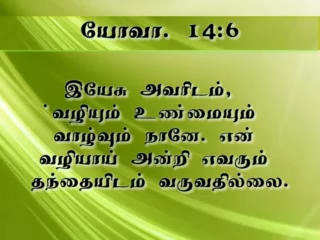 யோவா. 14:6
இயேசு அவரிடம்,
‛வழியும் உண்மையும்
வாழ்வும் நானே. என்
வழியாய் அன்றி எவரும்
தந்தையிடம் வருவதில்லை.